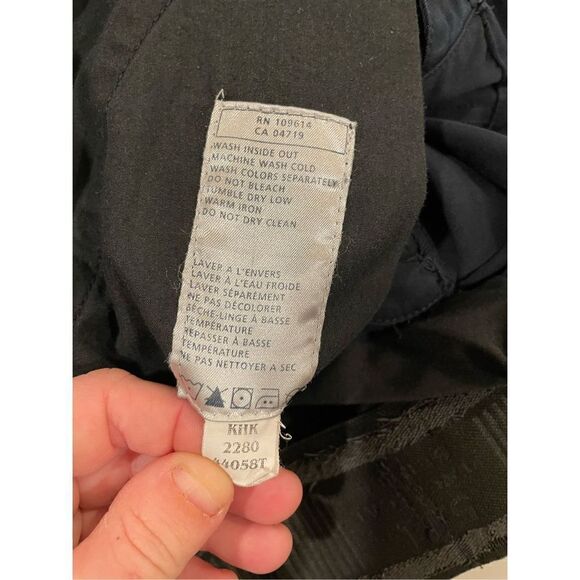 RN 109614
CA 04719
WASH INSIDE OUT
MACHINE WASH COLD
WASH COLORS SEPARATELY
DO NOT BLEACH
TUMBLE DRY LOW
WARM IRON
DO NOT DRY CLEAN
LAVER A L'ENVERS
LAVER À L'EAU FROIDE
LAVER SÉPARÉMENT
NE PAS DÉCOLORER
SÈCHE-LINGE À BASSE
TEMPÉRATURE
REPASSER À BASSE
TEMPÉRATURE
NE PAS NETTOYER A SEC
KHK
2280
44058T